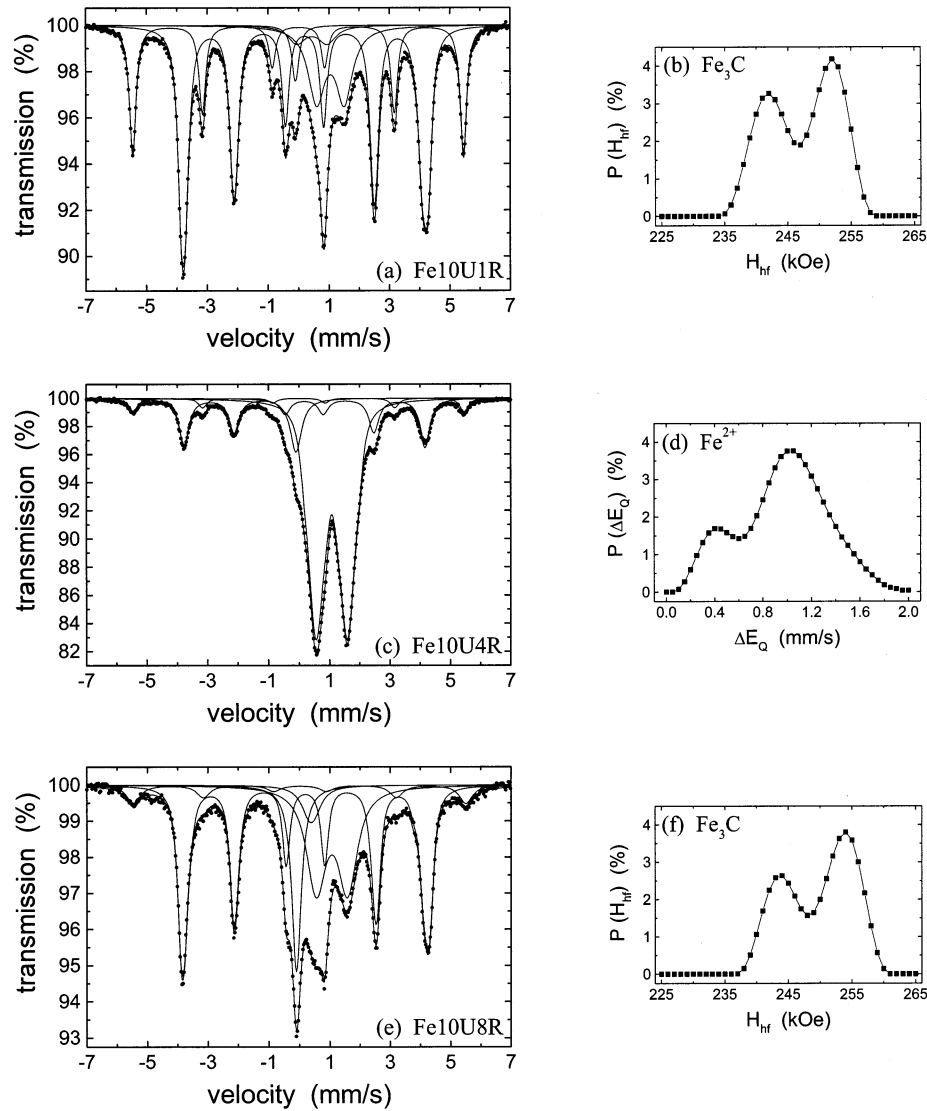 100
98
96
94
92
90
transmission (%)
(a) Fe10U1R
-7 -5 -3 -1 1 3 5 7
velocity (mm/s)
(b) Fe₃C
4
3
2
1
0
P (Hhf) (%)
225 235 245 255 265
Hhf (kOe)
100
98
96
94
92
90
88
86
84
82
transmission (%)
(c) Fe10U4R
-7 -5 -3 -1 1 3 5 7
velocity (mm/s)
(d) Fe²⁺
4
3
2
1
0
P (ΔEQ) (%)
0.0 0.4 0.8 1.2 1.6 2.0
ΔEQ (mm/s)
100
99
98
97
96
95
94
93
transmission (%)
(e) Fe10U8R
-7 -5 -3 -1 1 3 5 7
velocity (mm/s)
(f) Fe₃C
4
3
2
1
0
P (Hhf) (%)
225 235 245 255 265
Hhf (kOe)